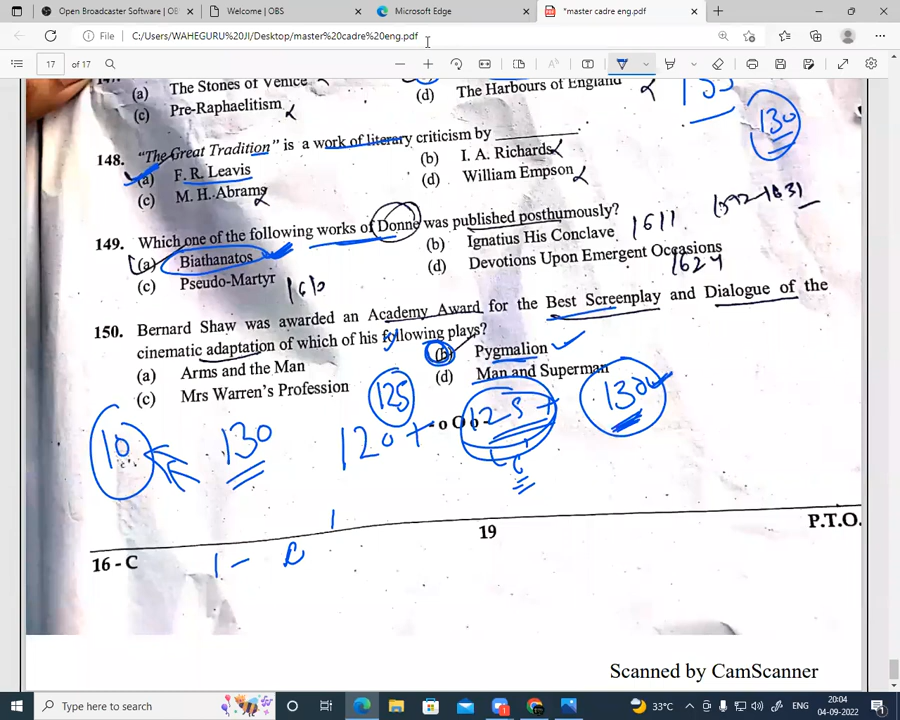 Open Broadcaster Software | OBS
Welcome | OBS
Microsoft Edge
*master cadre eng.pdf
File
C:/Users/WAHEGURU%20JI/Desktop/master%20cadre%20eng.pdf
17 of 17
(a) The Stones of Venice
(d) The Harbours of England
(c) Pre-Raphaelitism
130
148. "The Great Tradition" is a work of literary criticism by
(a) F. R. Leavis
(b) I. A. Richards
(c) M. H. Abrams
(d) William Empson
1572-1631
149. Which one of the following works of Donne was published posthumously?
(a) Biathanatos
(b) Ignatius His Conclave 1611
(c) Pseudo-Martyr 1610
(d) Devotions Upon Emergent Occasions
1624
150. Bernard Shaw was awarded an Academy Award for the Best Screenplay and Dialogue of the
cinematic adaptation of which of his following plays?
(a) Arms and the Man
(b) Pygmalion
(c) Mrs Warren's Profession
(d) Man and Superman
125
10 130 120+ 125+ 130
- o O o -
19
P.T.O.
16 - C
Scanned by CamScanner
Type here to search
33°C
ENG
20:04
04-09-2022